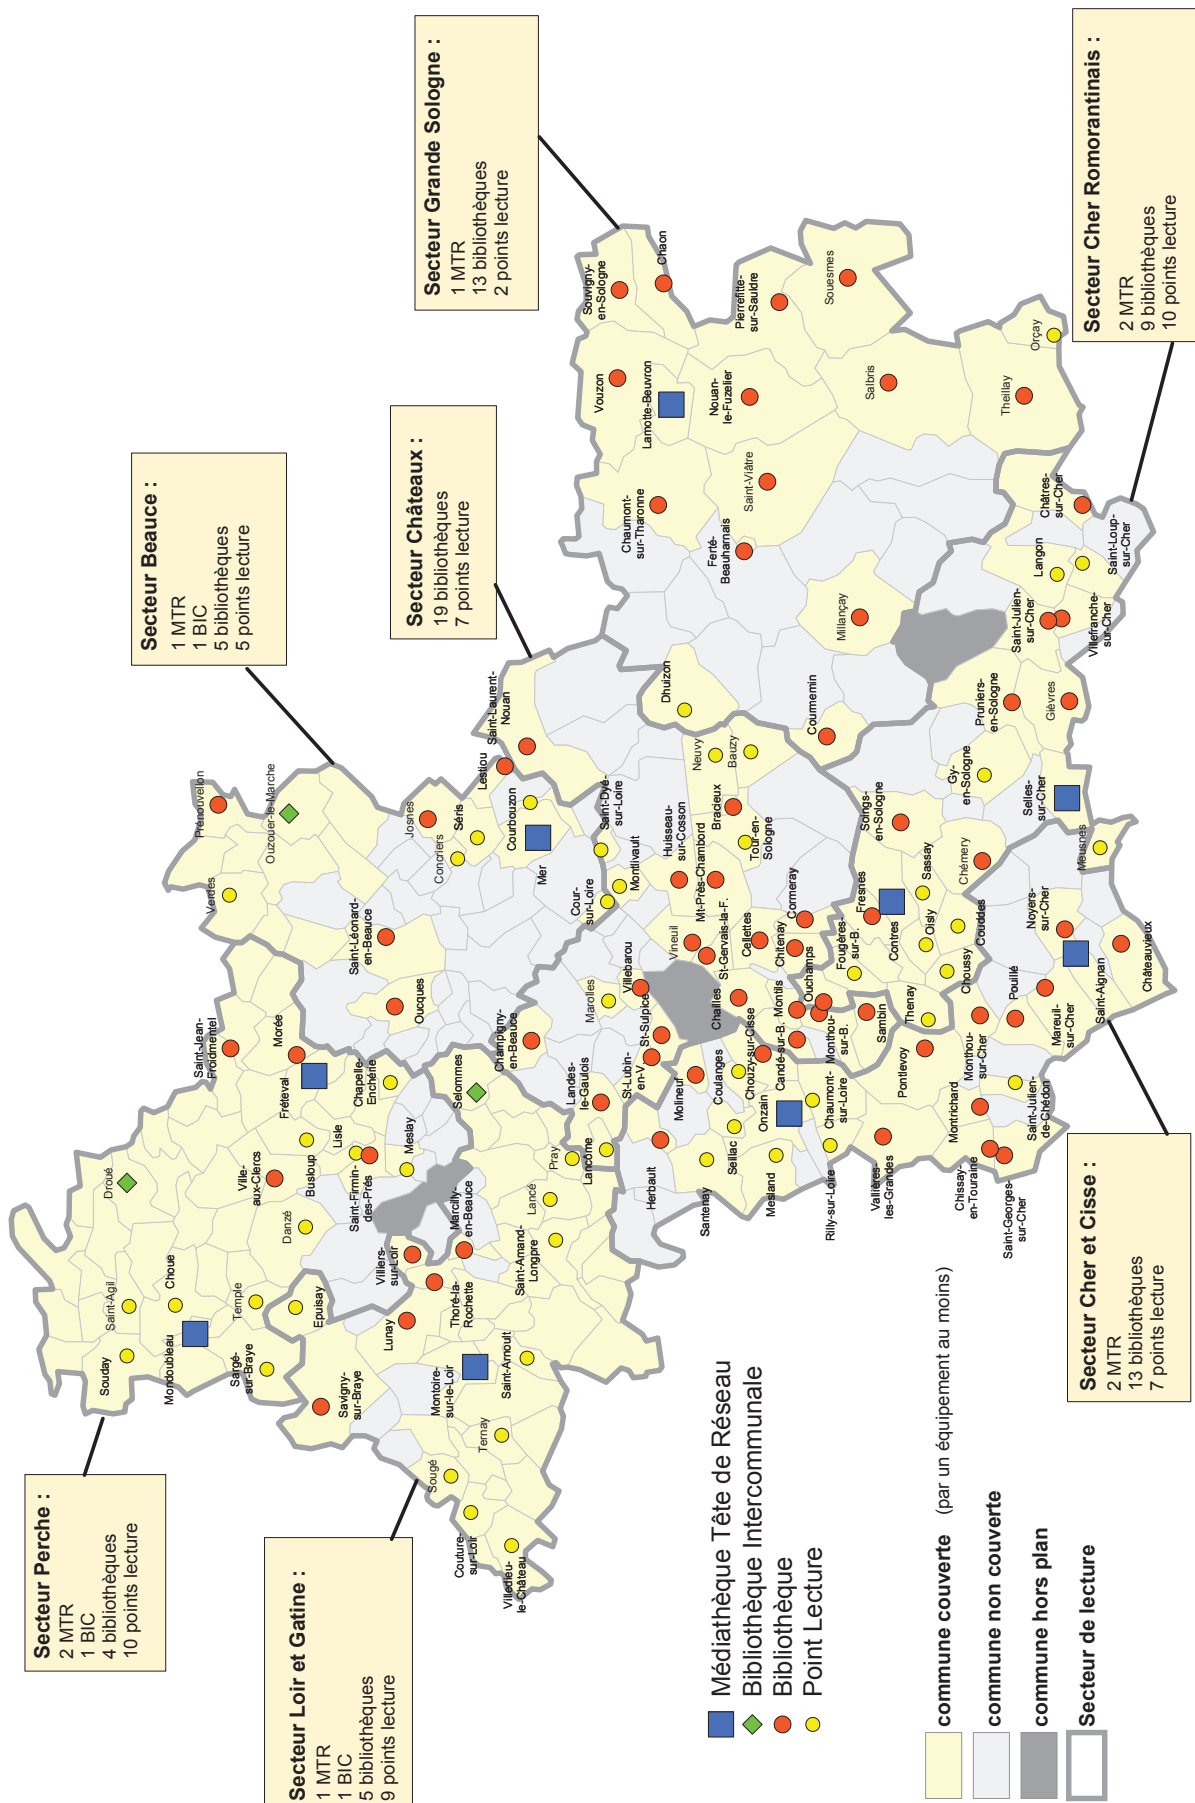 Secteur Perche :
2 MTR
1 BIC
4 bibliothèques
10 points lecture
Secteur Loir et Gatine :
1 MTR
1 BIC
5 bibliothèques
9 points lecture
Secteur Beauce :
1 MTR
1 BIC
5 bibliothèques
5 points lecture
Secteur Châteaux :
19 bibliothèques
7 points lecture
Secteur Grande Sologne :
1 MTR
13 bibliothèques
2 points lecture
Secteur Cher Romorantinais :
2 MTR
9 bibliothèques
10 points lecture
Secteur Cher et Cisse :
2 MTR
13 bibliothèques
7 points lecture
Souday
Saint-Agil
Choue
Mondoubleau
Temple
Sargé-
sur-Braye
Epuisay
Droué
Ville-
aux-Clercs
Danzé
Busloup
Lisle
Saint-Firmin-
des-Prés
Meslay
Chapelle-
Enchérie
Fréteval
Morée
Saint-Jean-
Froidmentel
Savigny-
sur-Braye
Lunay
Villiers-
sur-Loir
Thoré-la-
Rochette
Marcilly-
en-Beauce
Montoire-
sur-le-Loir
Saint-Arnoult
Ternay
Sougé
Couture-
sur-Loir
Villedieu-
le-Château
Saint-Amand-
Longpre
Lancé
Pray
Lancôme
Selommes
Prénouvellon
Ouzouer-le-Marche
Verdes
Saint-Léonard-
en-Beauce
Oucques
Josnes
Concriers
Séris
Lestiou
Courbouzon
Mer
Cour-
sur-Loire
Saint-Laurent-
Nouan
Saint-Dyé-
sur-Loire
Montlivault
Huisseau-
sur-Cosson
Mt-Près-Chambord
Bracieux
Tour-en-
Sologne
Neuvy
Bauzy
Dhuizon
Vineuil
St-Gervais-la-F.
Cellettes
Chitenay
Cormeray
Champigny-
en-Beauce
Landes-
le-Gaulois
Marolles
Villebarou
St-Sulpice
St-Lubin-
en-V.
Chailles
Montils
Ouchamps
Candé-sur-B.
Monthou-
sur-B.
Sambin
Souvigny-
en-Sologne
Chaon
Vouzon
Lamotte-Beuvron
Chaumont-
sur-Tharonne
Nouan-
le-Fuzelier
Pierrefitte-
sur-Sauldre
Souesmes
Salbris
Saint-Viâtre
Ferté-
Beauharnais
Millançay
Courmemin
Theillay
Orçay
Châtres-
sur-Cher
Langon
Saint-Loup-
sur-Cher
Saint-Julien-
sur-Cher
Villefranche-
sur-Cher
Pruniers-
en-Sologne
Gièvres
Gy-
en-Sologne
Selles-
sur-Cher
Soings-
en-Sologne
Chémery
Meusnes
Sassay
Fresnes
Contres
Oisly
Couddes
Choussy
Thenay
Fougères-
sur-B.
Molineuf
Herbault
Coulanges
Chouzy-sur-Cisse
Seillac
Santenay
Onzain
Mesland
Chaumont-
sur-Loire
Rilly-sur-Loire
Vallières-
les-Grandes
Pontlevoy
Montrichard
Monthou-
sur-Cher
Chissay-
en-Touraine
Saint-Georges-
sur-Cher
Saint-Julien-
de-Chédon
Pouillé
Mareuil-
sur-Cher
Noyers-
sur-Cher
Saint-Aignan
Châteauvieux
Médiathèque Tête de Réseau
Bibliothèque Intercommunale
Bibliothèque
Point Lecture
commune couverte (par un équipement au moins)
commune non couverte
commune hors plan
Secteur de lecture